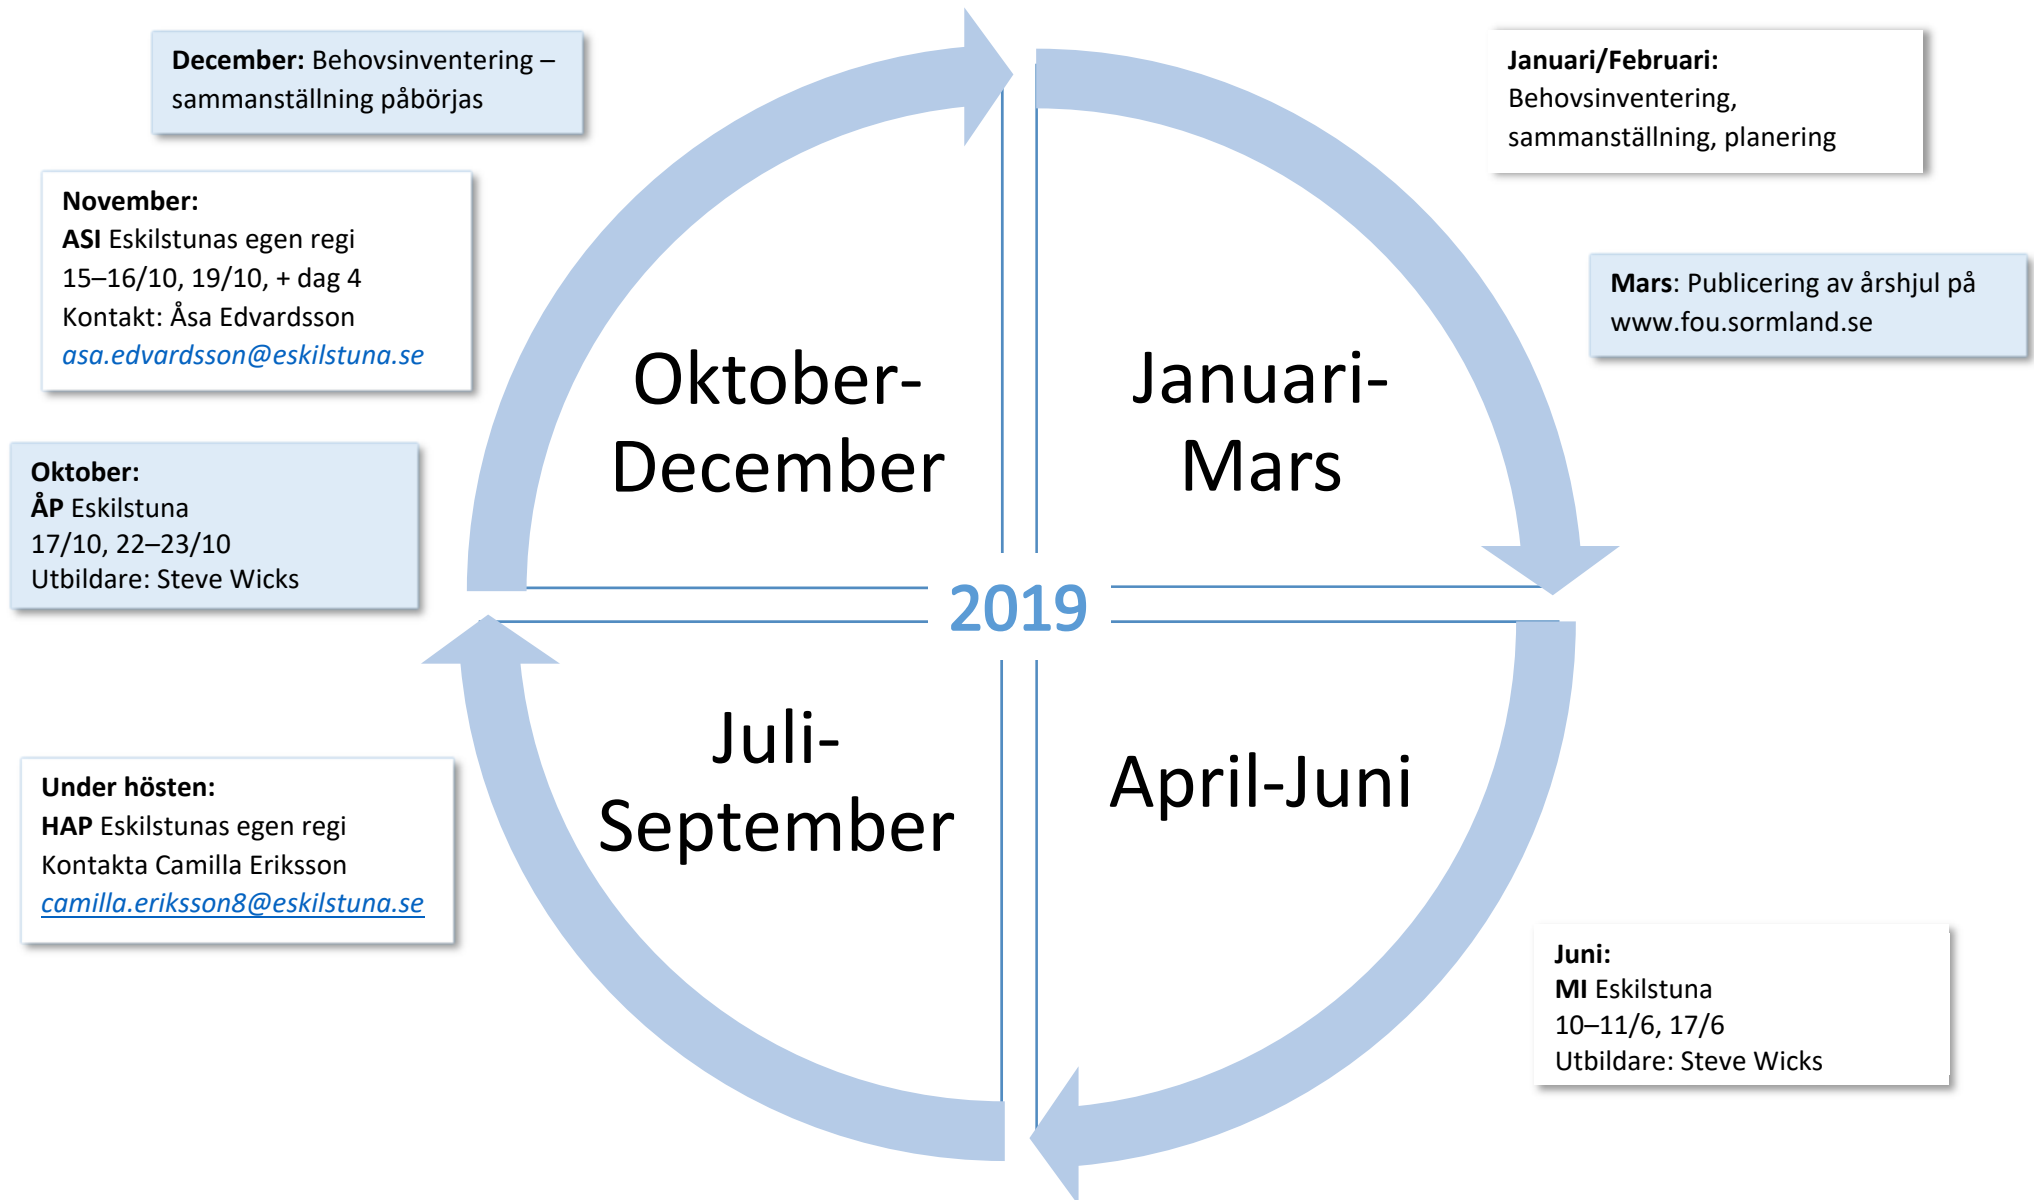 December: Behovsinventering –
sammanställning påbörjas
November:
ASI Eskilstunas egen regi
15–16/10, 19/10, + dag 4
Kontakt: Åsa Edvardsson
asa.edvardsson@eskilstuna.se
Oktober:
ÅP Eskilstuna
17/10, 22–23/10
Utbildare: Steve Wicks
Under hösten:
HAP Eskilstunas egen regi
Kontakta Camilla Eriksson
camilla.eriksson8@eskilstuna.se
Oktober-
December
Januari-
Mars
2019
Juli-
September
April-Juni
Januari/Februari:
Behovsinventering,
sammanställning, planering
Mars: Publicering av årshjul på
www.fou.sormland.se
Juni:
MI Eskilstuna
10–11/6, 17/6
Utbildare: Steve Wicks